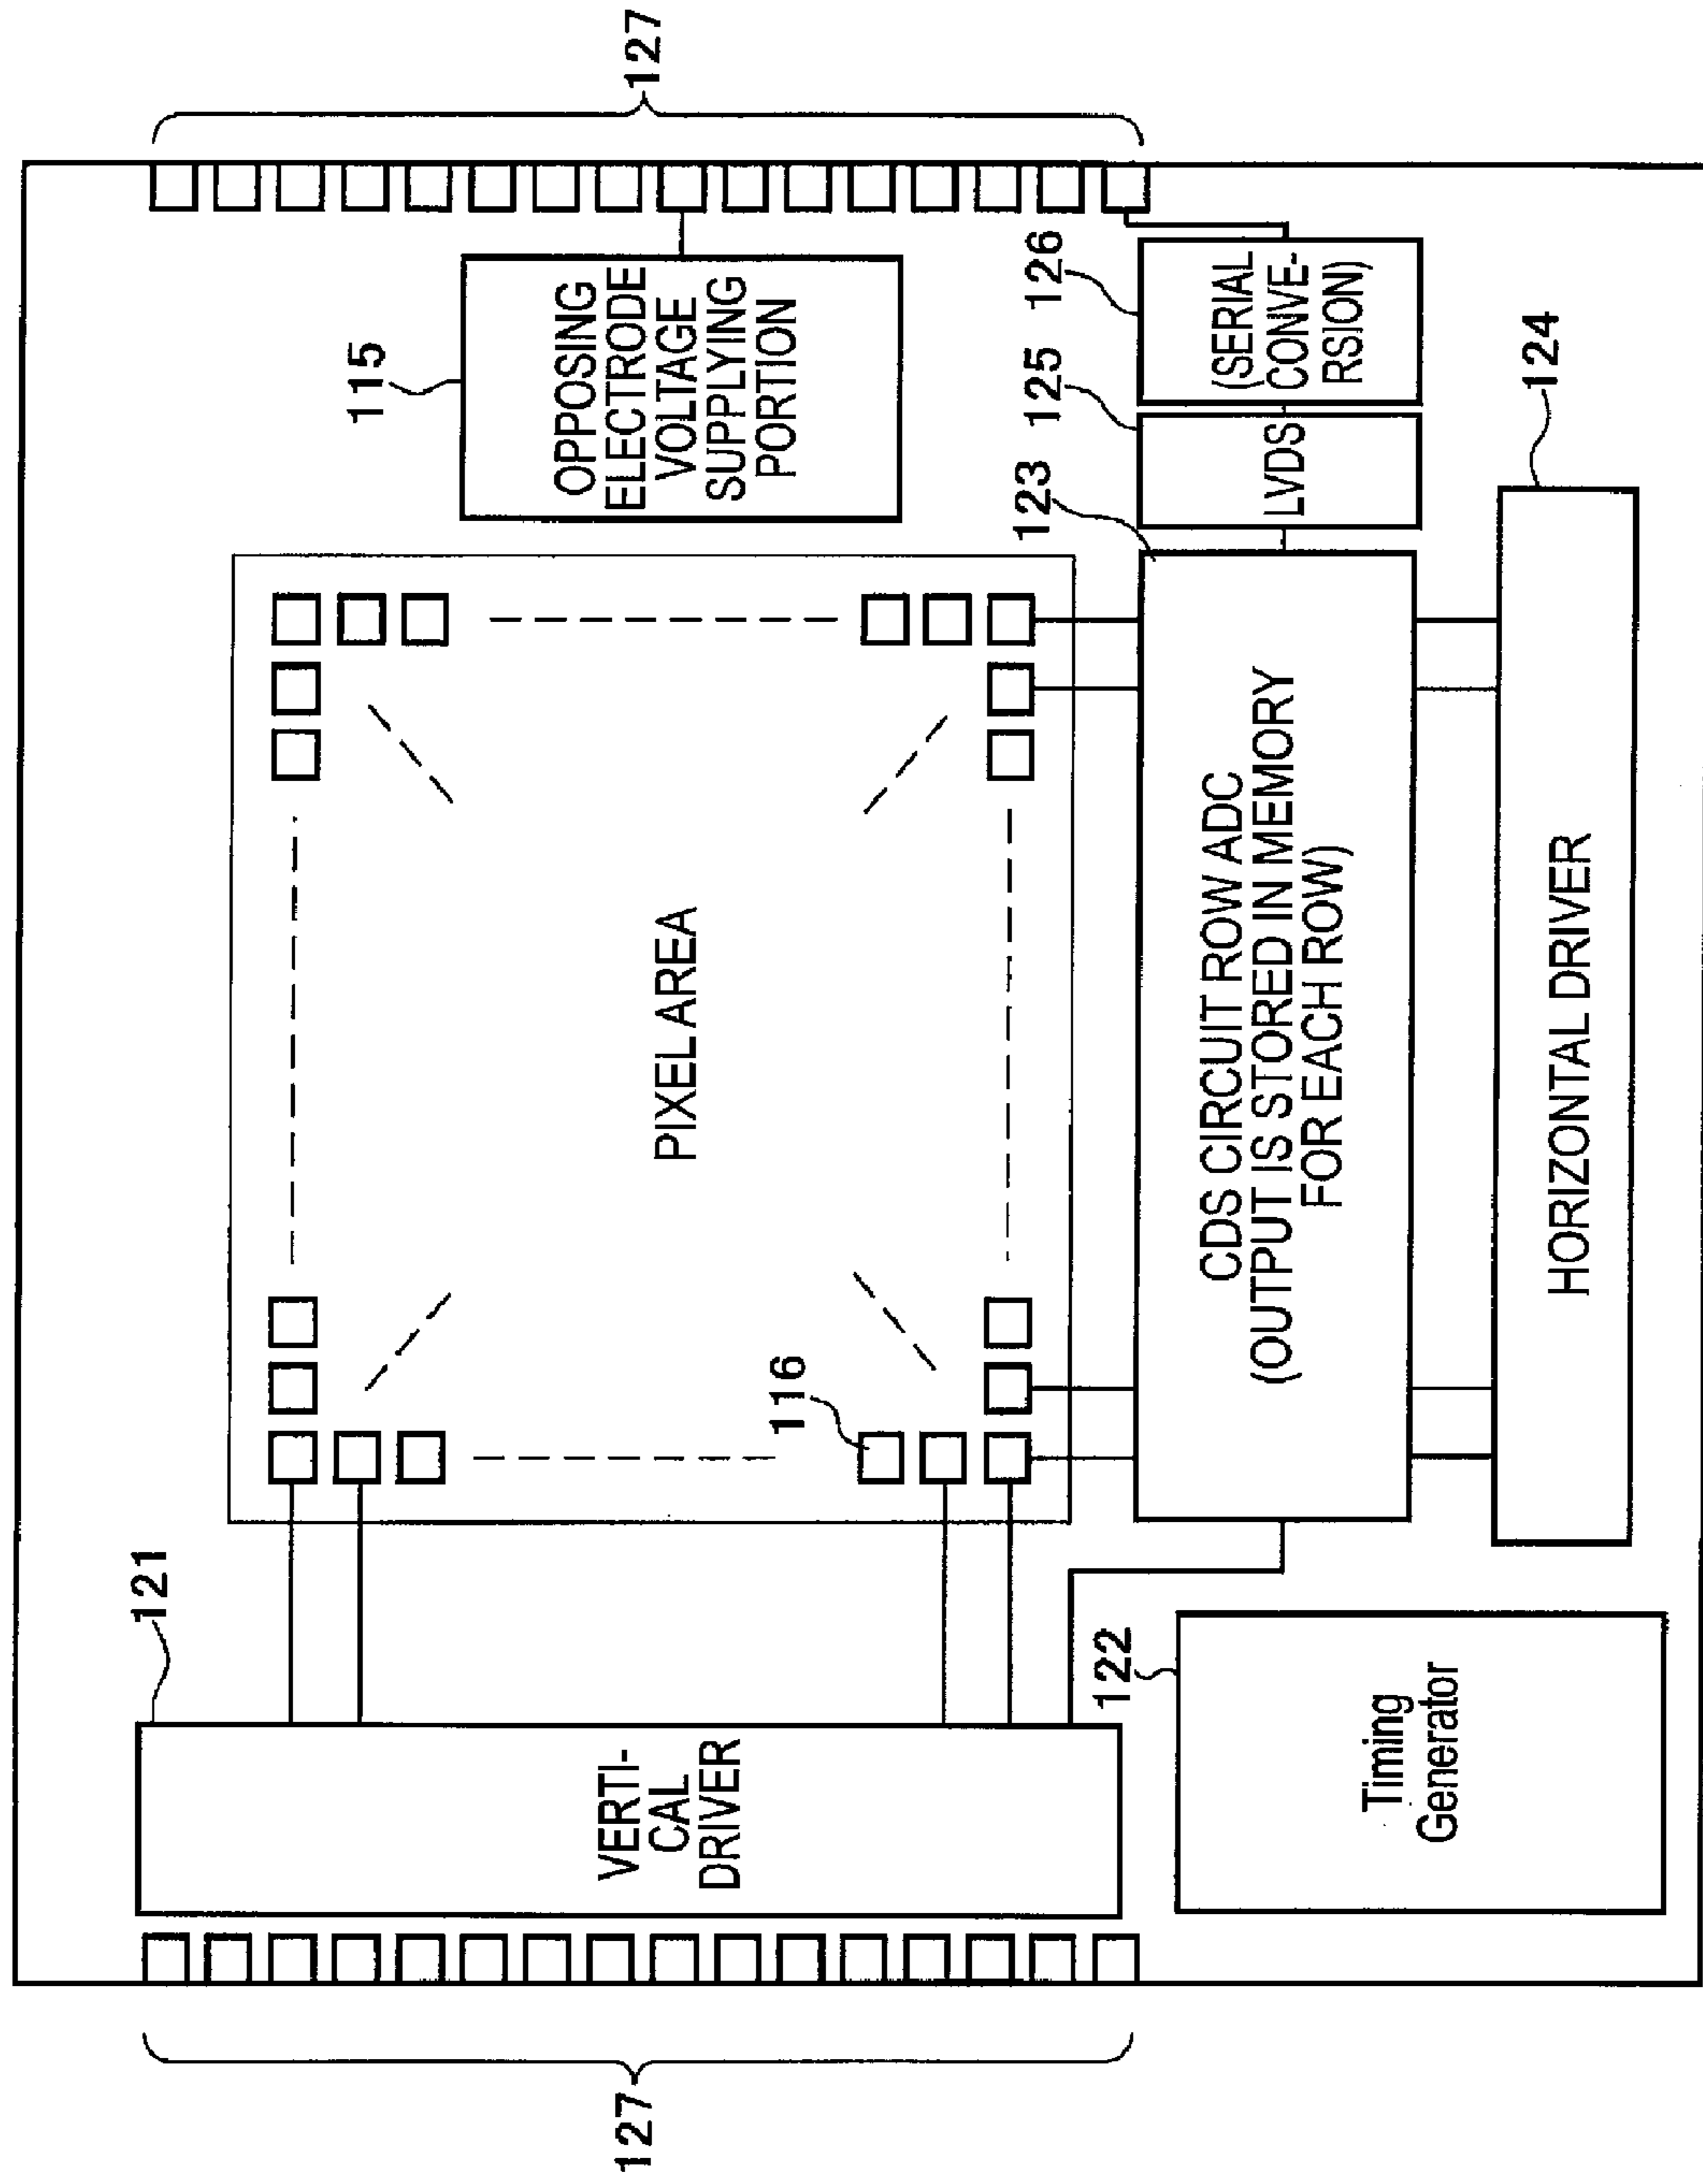 127
127
121
VERTI-
CAL
DRIVER
116
PIXEL AREA
115
OPPOSING
ELECTRODE
VOLTAGE
SUPPLYING
PORTION
122
Timing
Generator
123
CDS CIRCUIT ROW ADC
(OUTPUT IS STORED IN MEMORY
FOR EACH ROW)
125
LVDS
126
(SERIAL
CONVE-
RSION)
124
HORIZONTAL DRIVER